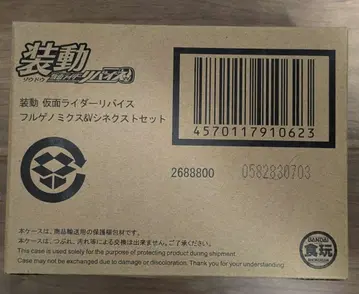 装動
ソウドウ
仮面ライダーリバイス
装動 仮面ライダーリバイス
フルゲノミクス&Vシネクストセット
4570117910623
2688800
0582830703
本ケースは、商品輸送用の保護梱包材です。
本ケースは、つぶれ、汚れ等による交換は出来ません。ご了承下さい。
This case is used solely for the purpose of protecting product during shipment.
Case may not be exchanged due to damage or discoloration. Thank you for your understanding.
BANDAI
食玩